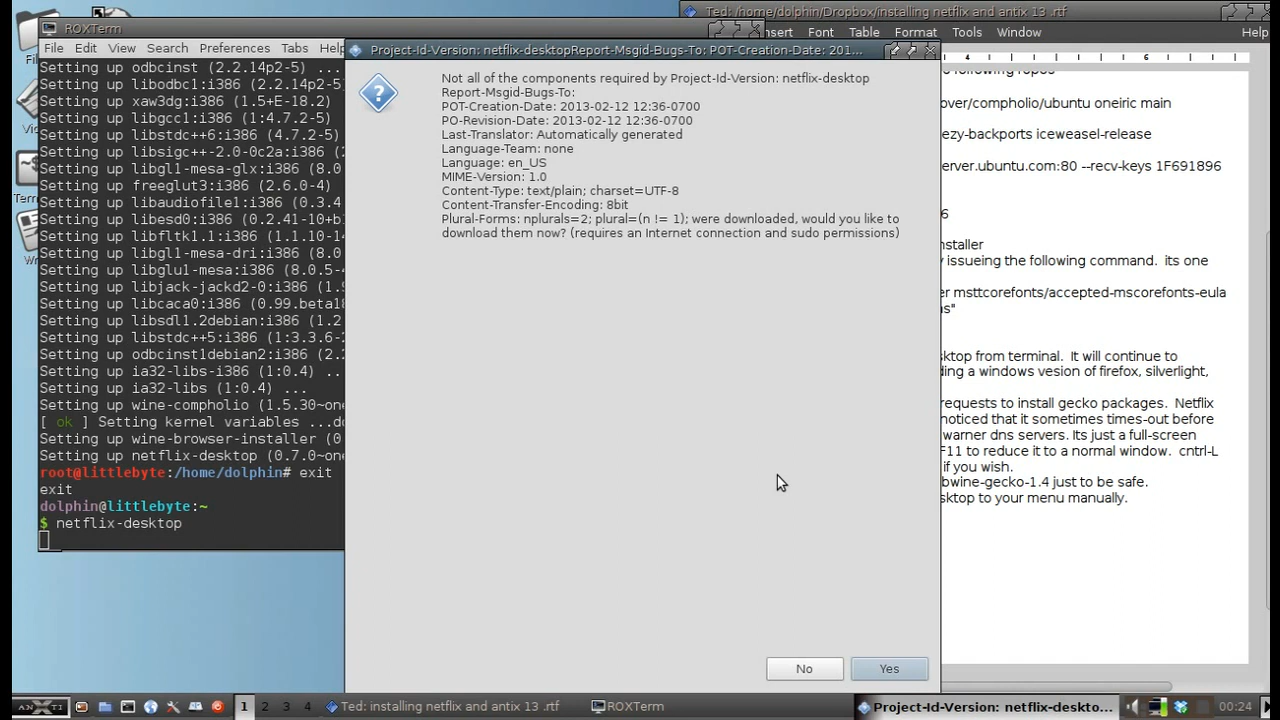 Ted: /home/dolphin/Dropbox/installing netflix and antix 13 .rtf
nsert Font Table Format Tools Window Help
ROXTerm
File Edit View Search Preferences Tabs Help
Setting up odbcinst (2.2.14p2-5) ...
Setting up libodbc1:i386 (2.2.14p2-5)
Setting up xaw3dg:i386 (1.5+E-18.2)
Setting up libgcc1:i386 (1:4.7.2-5)
Setting up libstdc++6:i386 (4.7.2-5)
Setting up libsigc++-2.0-0c2a:i386 (2
Setting up libgl1-mesa-glx:i386 (8.0
Setting up freeglut3:i386 (2.6.0-4)
Setting up libaudiofile1:i386 (0.3.4
Setting up libesd0:i386 (0.2.41-10+b1
Setting up libfltk1.1:i386 (1.1.10-14
Setting up libgl1-mesa-dri:i386 (8.0
Setting up libglu1-mesa:i386 (8.0.5-4
Setting up libjack-jackd2-0:i386 (1.9
Setting up libcaca0:i386 (0.99.beta18
Setting up libsdl1.2debian:i386 (1.2
Setting up libstdc++5:i386 (1:3.3.6-2
Setting up odbcinst1debian2:i386 (2.2
Setting up ia32-libs-i386 (1:0.4) ..
Setting up ia32-libs (1:0.4) ...
Setting up wine-compholio (1.5.30~one
[ ok ] Setting kernel variables ...do
Setting up wine-browser-installer (0
Setting up netflix-desktop (0.7.0~one
root@littlebyte:/home/dolphin# exit
exit
dolphin@littlebyte:~
$ netflix-desktop
Project-Id-Version: netflix-desktopReport-Msgid-Bugs-To: POT-Creation-Date: 201...
Not all of the components required by Project-Id-Version: netflix-desktop
Report-Msgid-Bugs-To:
POT-Creation-Date: 2013-02-12 12:36-0700
PO-Revision-Date: 2013-02-12 12:36-0700
Last-Translator: Automatically generated
Language-Team: none
Language: en_US
MIME-Version: 1.0
Content-Type: text/plain; charset=UTF-8
Content-Transfer-Encoding: 8bit
Plural-Forms: nplurals=2; plural=(n != 1); were downloaded, would you like to
download them now? (requires an Internet connection and sudo permissions)
No Yes
4 5 6
following repos
over/compholio/ubuntu oneiric main
ezy-backports iceweasel-release
erver.ubuntu.com:80 --recv-keys 1F691896
6
nstaller
y issueing the following command. its one
er msttcorefonts/accepted-mscorefonts-eula
s"
ktop from terminal. It will continue to
ding a windows vesion of firefox, silverlight,
requests to install gecko packages. Netflix
noticed that it sometimes times-out before
warner dns servers. Its just a full-screen
F11 to reduce it to a normal window. cntrl-L
if you wish.
bwine-gecko-1.4 just to be safe.
sktop to your menu manually.
ANTIX 1 2 3 4 Ted: installing netflix and antix 13 .rtf ROXTerm Project-Id-Version: netflix-deskto... 00:24